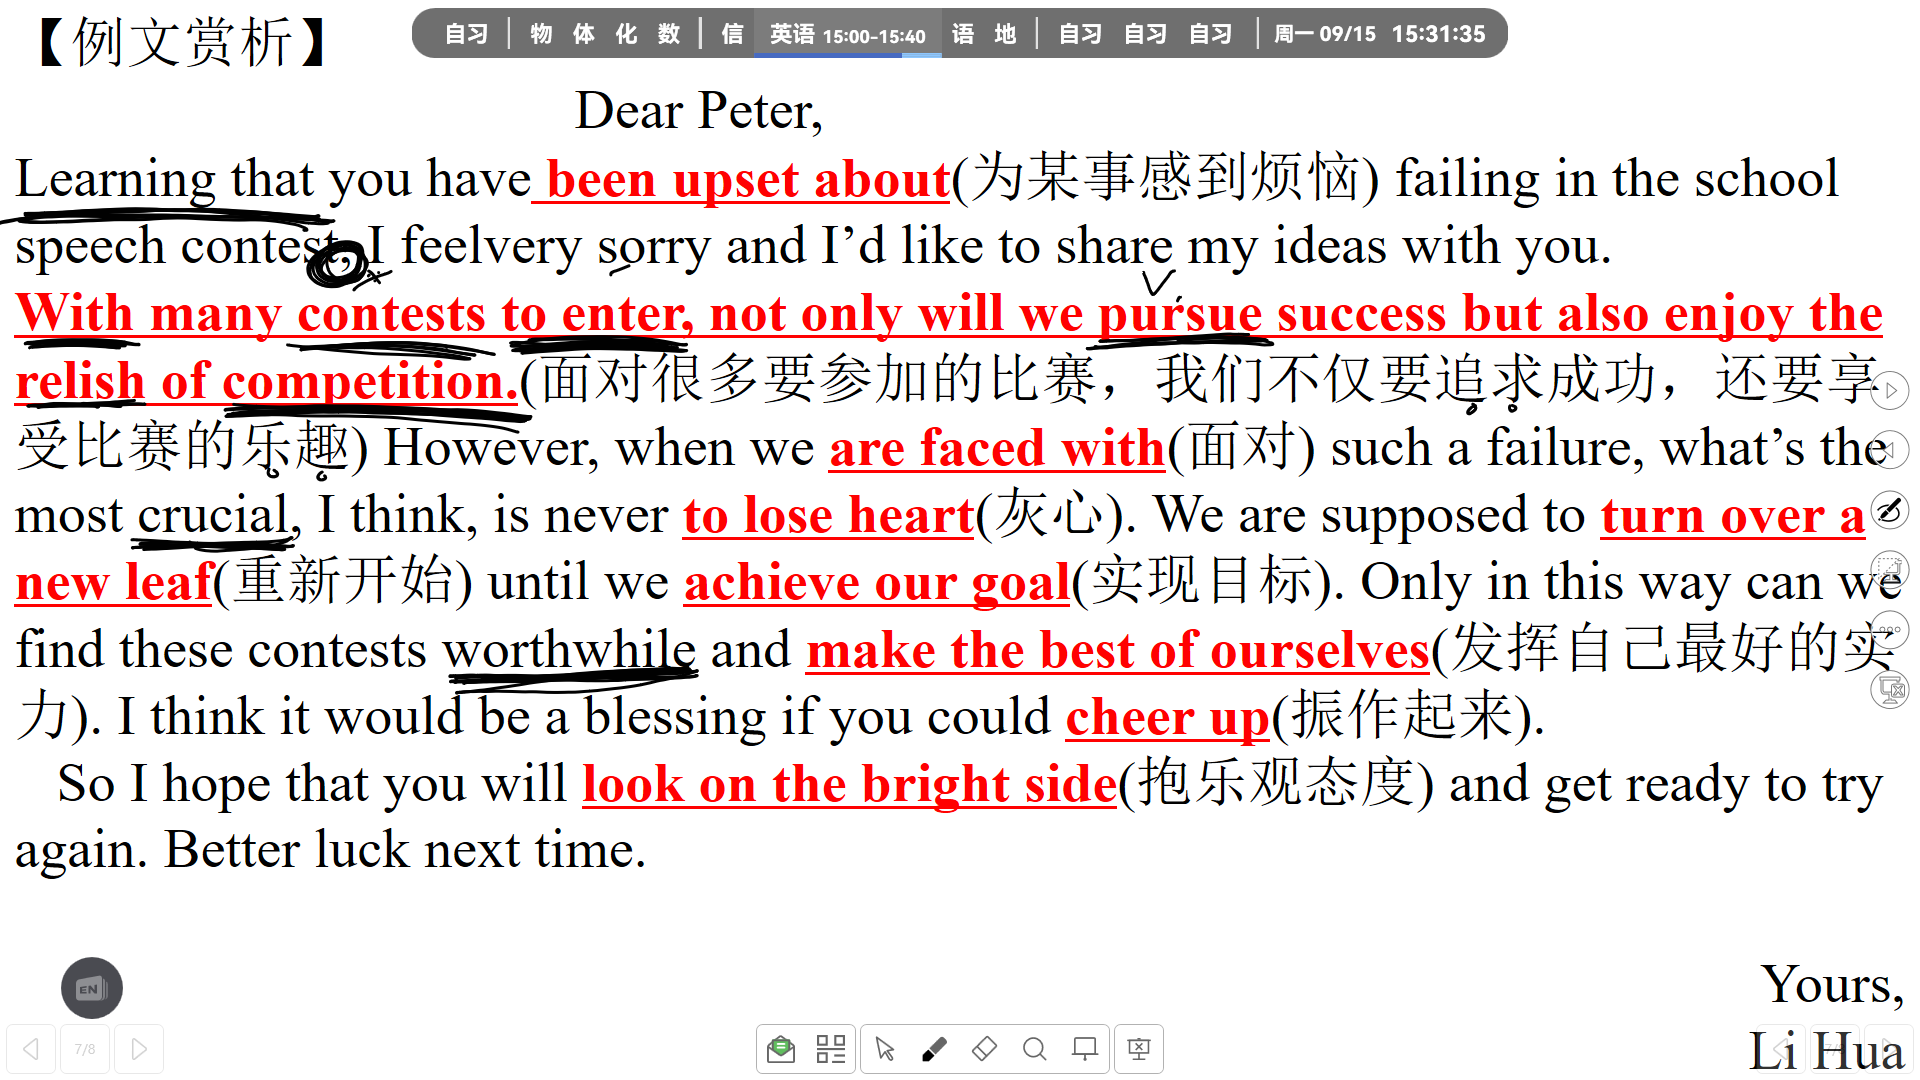 【例文赏析】
自习 | 物 体 化 数 | 信 英语 15:00-15:40 语 地 | 自习 自习 自习 | 周一 09/15 15:31:35
Dear Peter,
Learning that you have been upset about(为某事感到烦恼) failing in the school
speech contest, I feelvery sorry and I’d like to share my ideas with you.
With many contests to enter, not only will we pursue success but also enjoy the
relish of competition.(面对很多要参加的比赛，我们不仅要追求成功，还要享
受比赛的乐趣) However, when we are faced with(面对) such a failure, what’s the
most crucial, I think, is never to lose heart(灰心). We are supposed to turn over a
new leaf(重新开始) until we achieve our goal(实现目标). Only in this way can we
find these contests worthwhile and make the best of ourselves(发挥自己最好的实
力). I think it would be a blessing if you could cheer up(振作起来).
So I hope that you will look on the bright side(抱乐观态度) and get ready to try
again. Better luck next time.
Yours,
Li Hua
EN
7/8